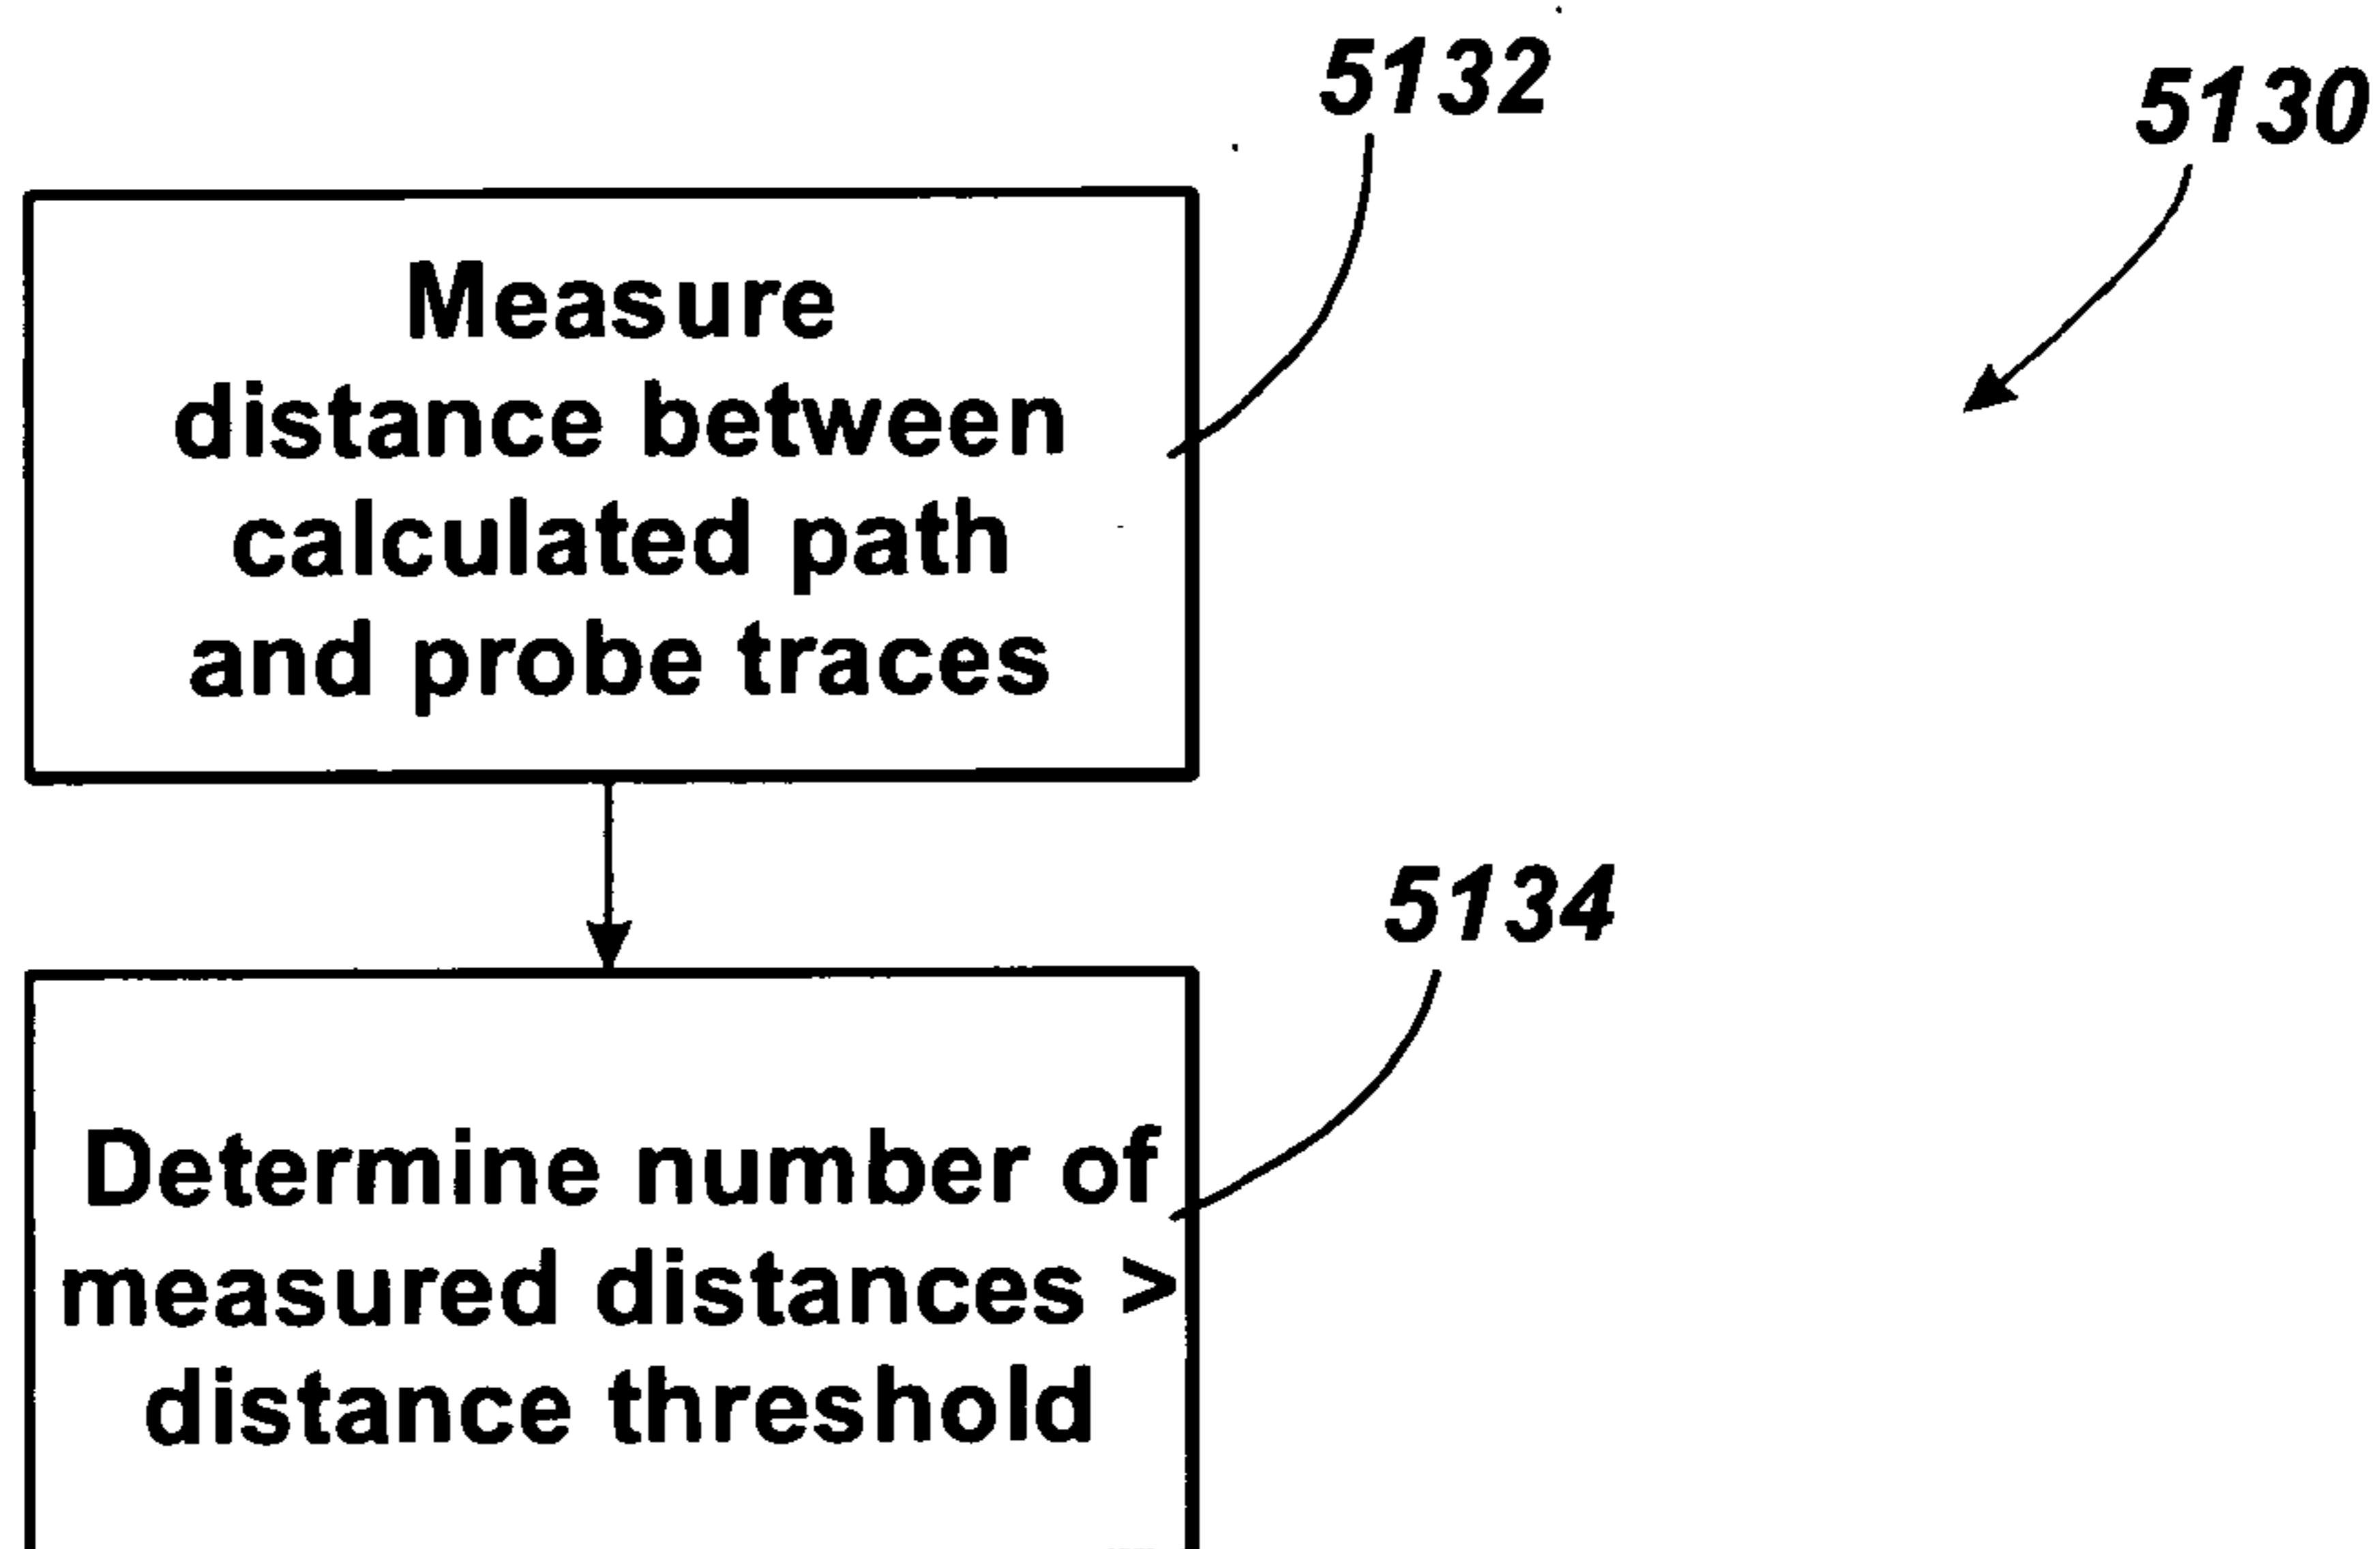 5132
5130
Measure
distance between
calculated path
and probe traces
5134
Determine number of
measured distances >
distance threshold